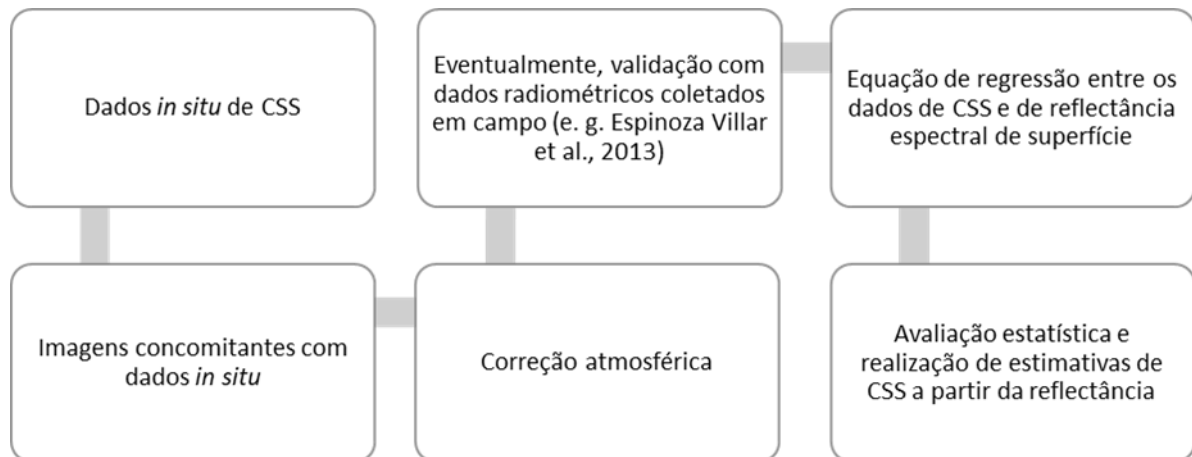 Dados in situ de CSS
Imagens concomitantes com
dados in situ
Correção atmosférica
Eventualmente, validação com
dados radiométricos coletados
em campo (e. g. Espinoza Villar
et al., 2013)
Equação de regressão entre os
dados de CSS e de reflectância
espectral de superfície
Avaliação estatística e
realização de estimativas de
CSS a partir da reflectância